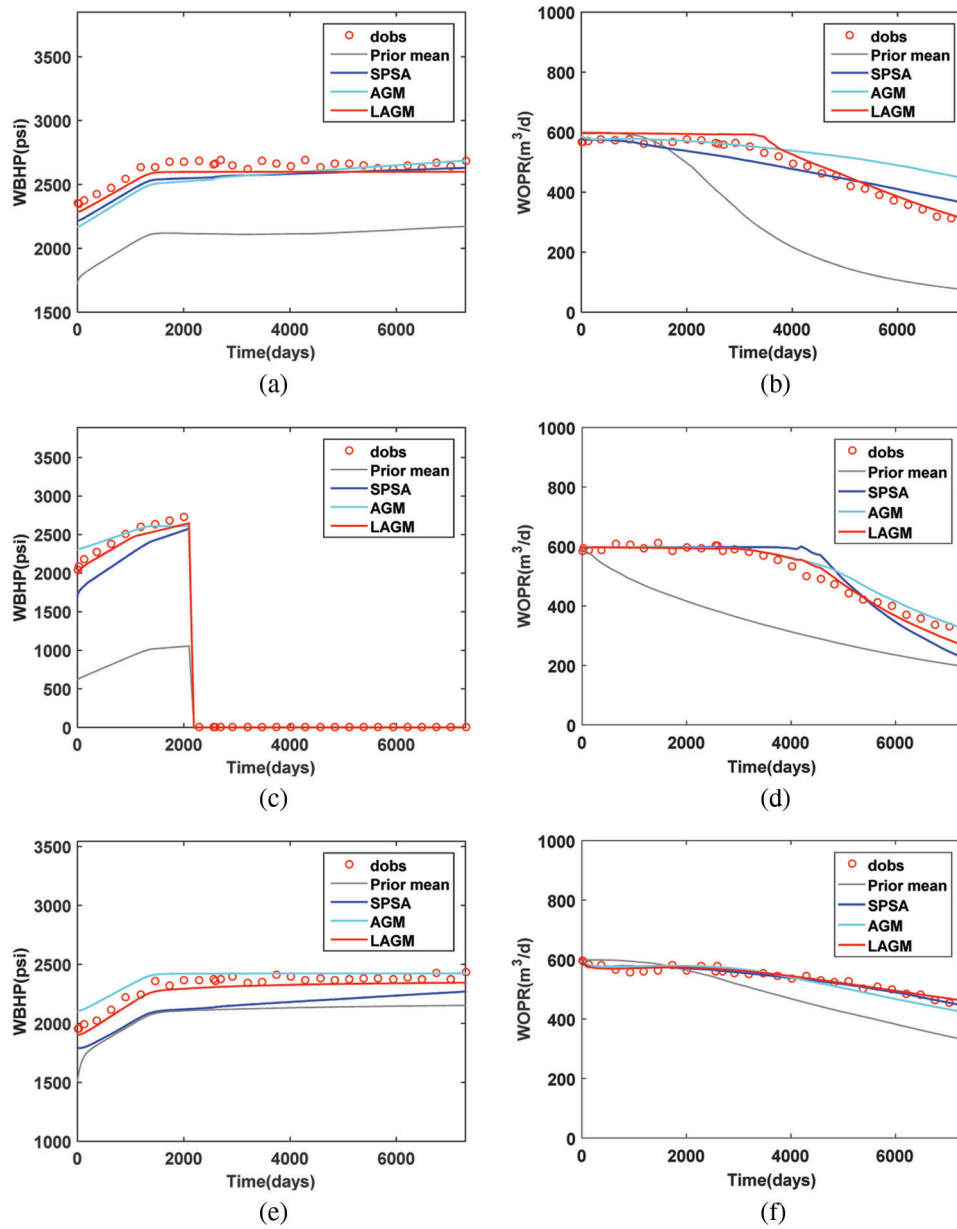 3500
3000
2500
2000
1500
WBHP(psi)
dobs
Prior mean
SPSA
AGM
LAGM
0 2000 4000 6000
Time(days)
(a)
1000
800
600
400
200
0
WOPR(m³/d)
dobs
Prior mean
SPSA
AGM
LAGM
0 2000 4000 6000
Time(days)
(b)
3500
3000
2500
2000
1500
1000
500
0
WBHP(psi)
dobs
Prior mean
SPSA
AGM
LAGM
0 2000 4000 6000
Time(days)
(c)
1000
800
600
400
200
0
WOPR(m³/d)
dobs
Prior mean
SPSA
AGM
LAGM
0 2000 4000 6000
Time(days)
(d)
3500
3000
2500
2000
1500
1000
WBHP(psi)
dobs
Prior mean
SPSA
AGM
LAGM
0 2000 4000 6000
Time(days)
(e)
1000
800
600
400
200
0
WOPR(m³/d)
dobs
Prior mean
SPSA
AGM
LAGM
0 2000 4000 6000
Time(days)
(f)